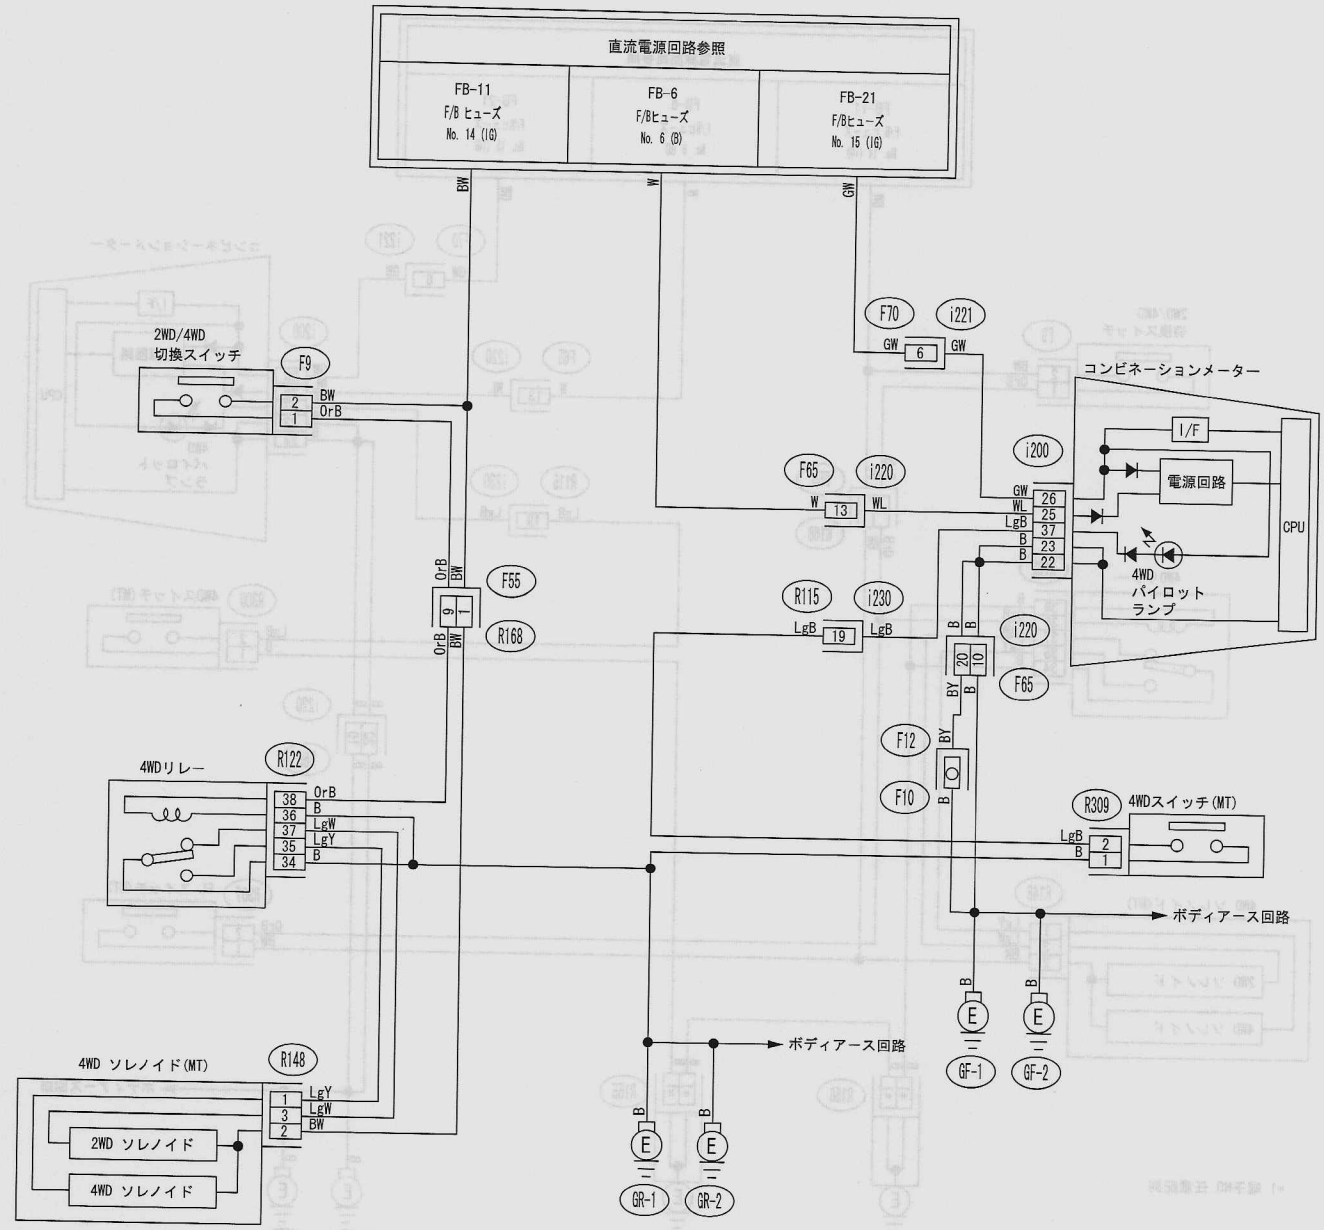 直流電源回路参照
FB-11
F/B ヒューズ
No. 14 (IG)
FB-6
F/Bヒューズ
No. 6 (B)
FB-21
F/Bヒューズ
No. 15 (IG)
BW
W
GW
F70
i221
GW
6
GW
2WD/4WD
切換スイッチ
F9
2
BW
1
OrB
コンビネーションメーター
I/F
電源回路
CPU
4WD
パイロット
ランプ
i200
GW
26
WL
25
LgB
37
B
23
B
22
F65
i220
W
13
WL
R115
i230
LgB
19
LgB
OrB
BW
F55
9
1
R168
OrB
BW
B
B
i220
20
10
F65
BY
B
F12
BY
F10
B
4WDリレー
R122
38
OrB
36
B
37
LgW
35
LgY
34
B
R309
4WDスイッチ(MT)
LgB
2
B
1
ボディアース回路
B
B
E
E
GF-1
GF-2
ボディアース回路
4WD ソレノイド(MT)
R148
1
LgY
3
LgW
2
BW
2WD ソレノイド
4WD ソレノイド
B
B
E
E
GR-1
GR-2